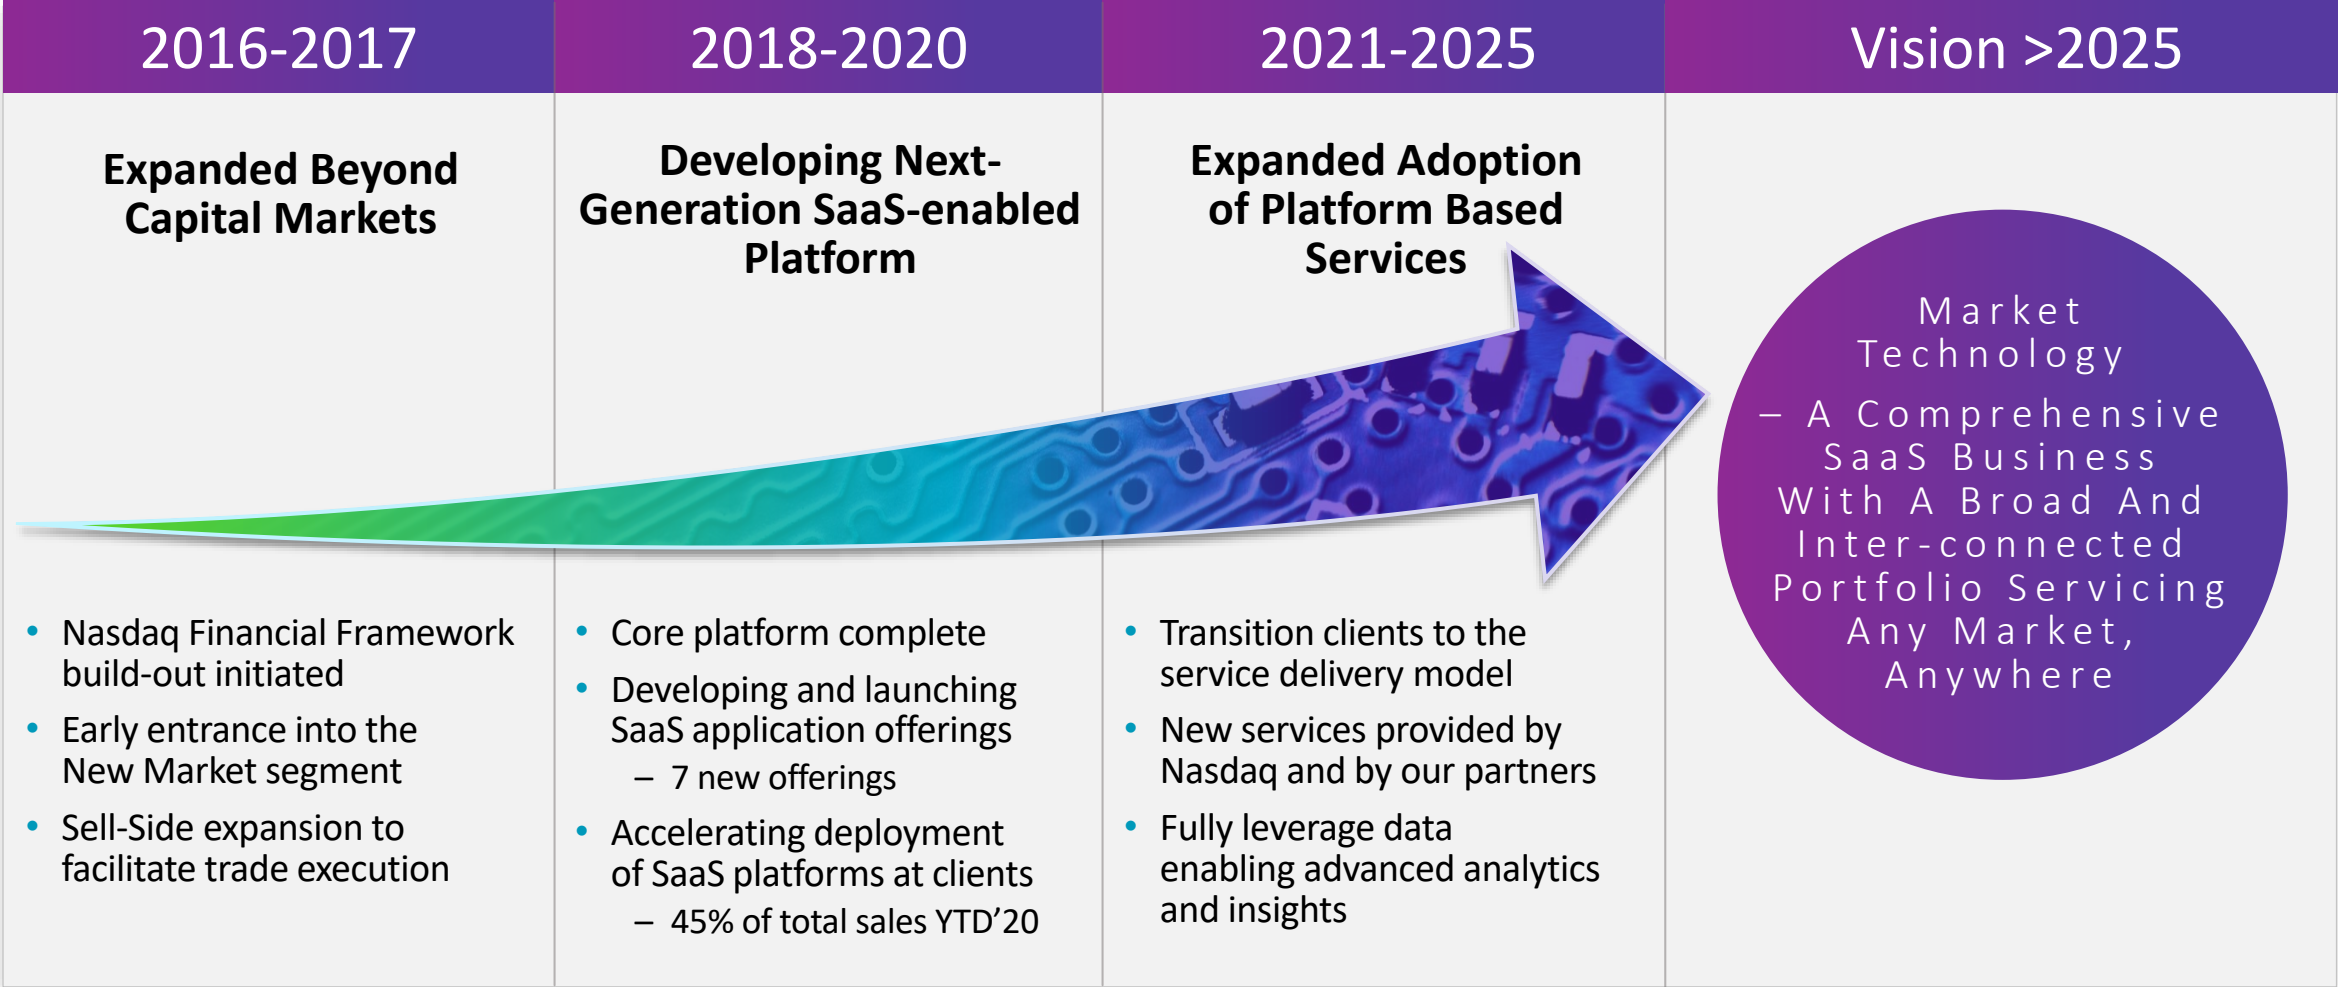 2016-2017
Expanded Beyond
Capital Markets
• Nasdaq Financial Framework
build-out initiated
• Early entrance into the
New Market segment
• Sell-Side expansion to
facilitate trade execution
2018-2020
Developing Next-
Generation SaaS-enabled
Platform
• Core platform complete
• Developing and launching
SaaS application offerings
– 7 new offerings
• Accelerating deployment
of SaaS platforms at clients
– 45% of total sales YTD’20
2021-2025
Expanded Adoption
of Platform Based
Services
• Transition clients to the
service delivery model
• New services provided by
Nasdaq and by our partners
• Fully leverage data
enabling advanced analytics
and insights
Vision >2025
Market
Technology
– A Comprehensive
SaaS Business
With A Broad And
Inter-connected
Portfolio Servicing
Any Market,
Anywhere